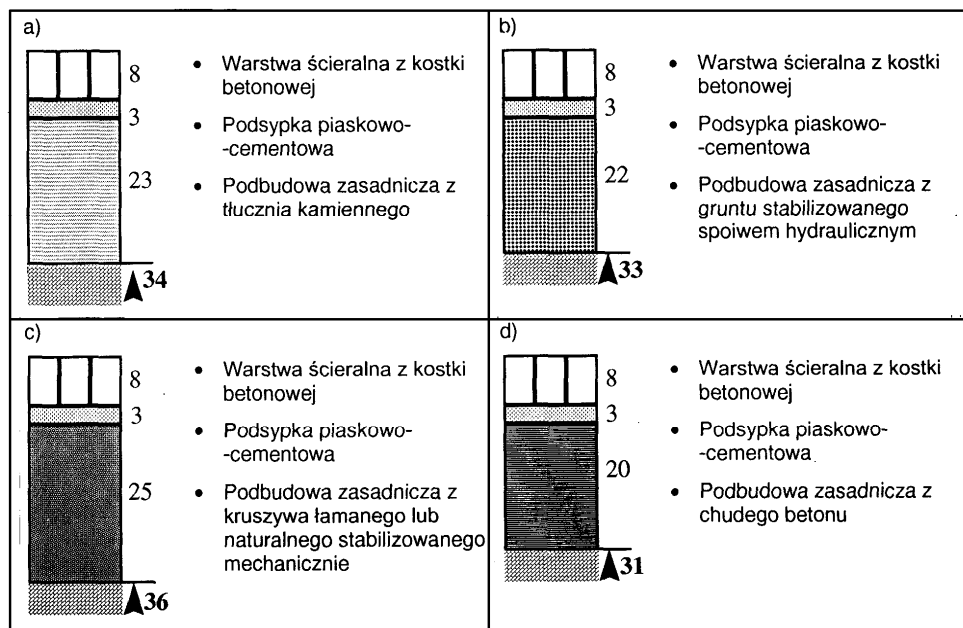 a)
8
3
23
34
• Warstwa ścieralna z kostki
betonowej
• Podsypka piaskowo-
-cementowa
• Podbudowa zasadnicza z
tłucznia kamiennego
b)
8
3
22
33
• Warstwa ścieralna z kostki
betonowej
• Podsypka piaskowo-
-cementowa
• Podbudowa zasadnicza z
gruntu stabilizowanego
spoiwem hydraulicznym
c)
8
3
25
36
• Warstwa ścieralna z kostki
betonowej
• Podsypka piaskowo-
-cementowa
• Podbudowa zasadnicza z
kruszywa łamanego lub
naturalnego stabilizowanego
mechanicznie
d)
8
3
20
31
• Warstwa ścieralna z kostki
betonowej
• Podsypka piaskowo-
-cementowa
• Podbudowa zasadnicza z
chudego betonu